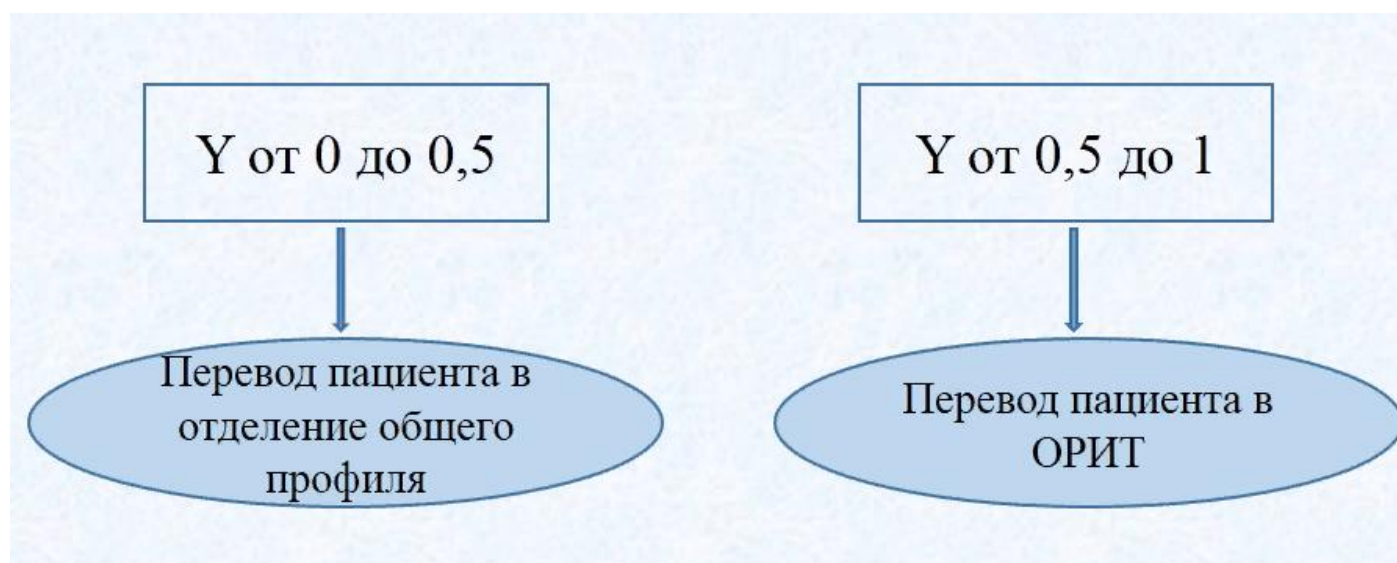 Y от 0 до 0,5
Y от 0,5 до 1
Перевод пациента в
отделение общего
профиля
Перевод пациента в
ОРИТ